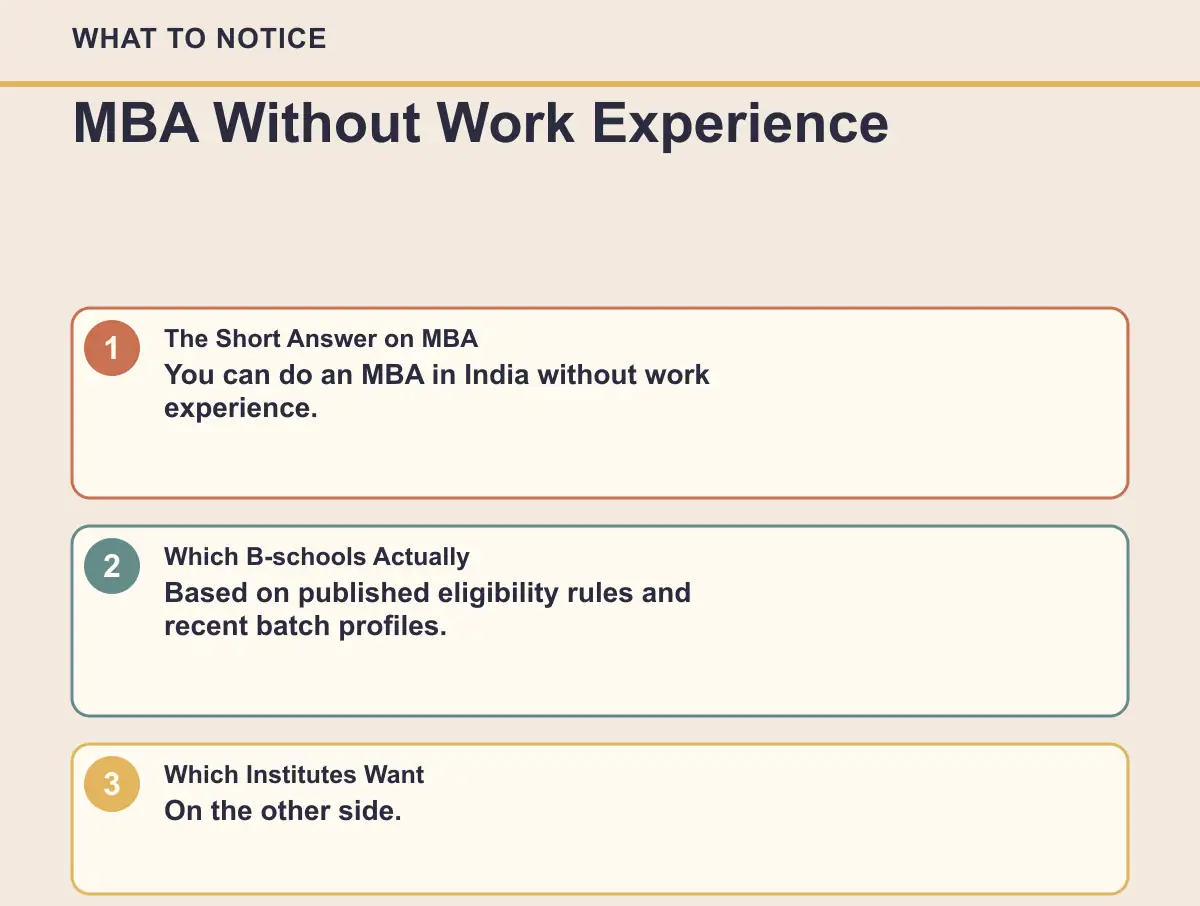 WHAT TO NOTICE
MBA Without Work Experience
1
The Short Answer on MBA
You can do an MBA in India without work
experience.
2
Which B-schools Actually
Based on published eligibility rules and
recent batch profiles.
3
Which Institutes Want
On the other side.